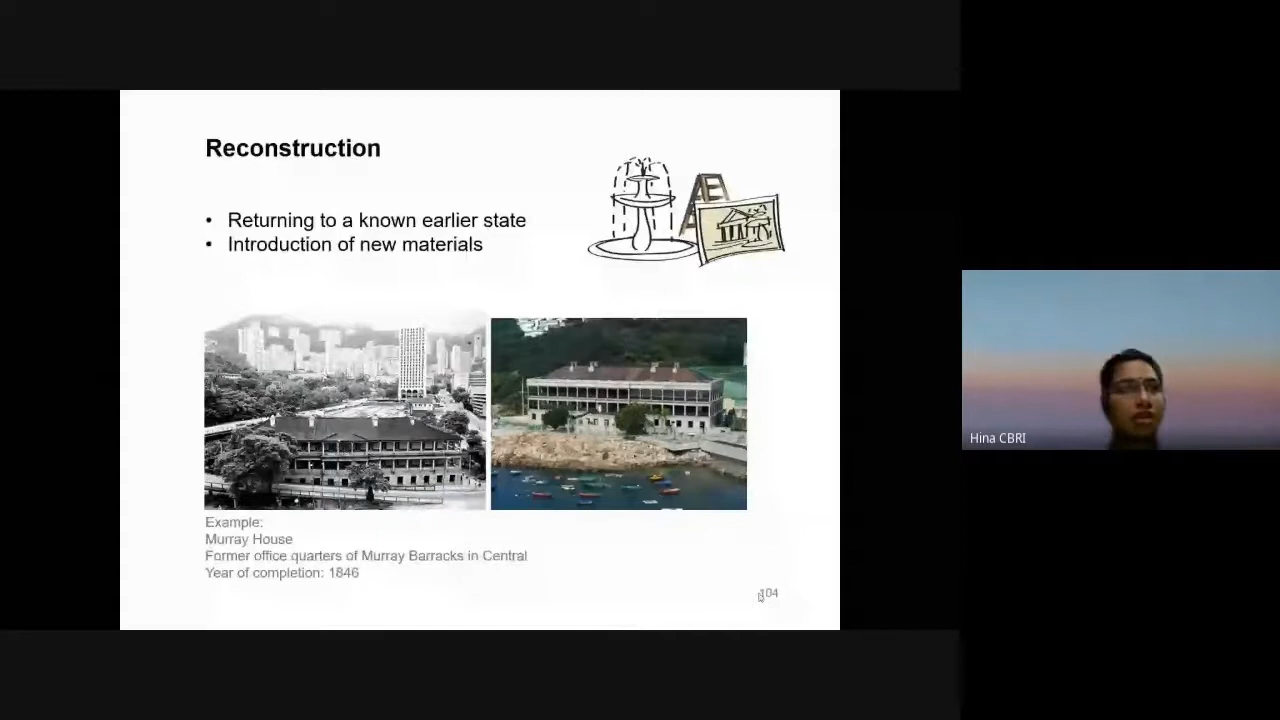 Reconstruction
• Returning to a known earlier state
• Introduction of new materials
Example:
Murray House
Former office quarters of Murray Barracks in Central
Year of completion: 1846
104
Hina CBRI